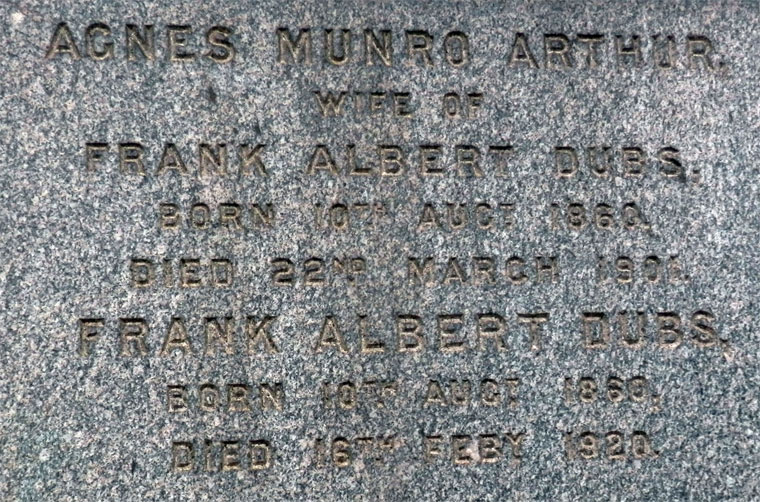 AGNES MUNRO ARTHUR,
WIFE OF
FRANK ALBERT DUBS,
BORN 10TH AUGT 1860,
DIED 22ND MARCH 1901.
FRANK ALBERT DUBS,
BORN 10TH AUGT 1860,
DIED 16TH FEBY 1920.